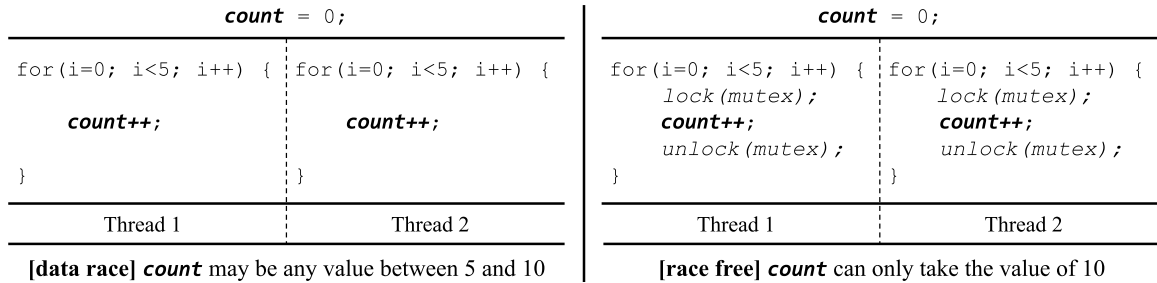 count = 0;
for(i=0; i<5; i++) {
count++;
}
Thread 1
for(i=0; i<5; i++) {
count++;
}
Thread 2
[data race] count may be any value between 5 and 10
count = 0;
for(i=0; i<5; i++) {
lock(mutex);
count++;
unlock(mutex);
}
Thread 1
for(i=0; i<5; i++) {
lock(mutex);
count++;
unlock(mutex);
}
Thread 2
[race free] count can only take the value of 10